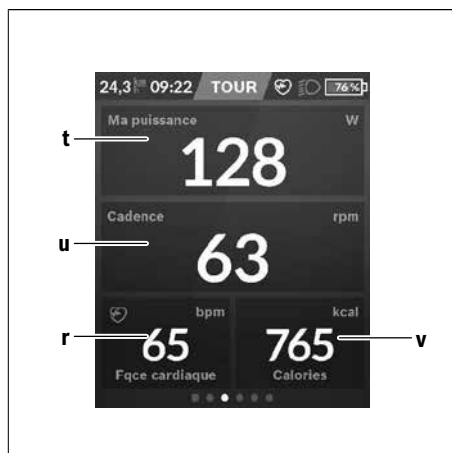 24,3 km/h 09:22 TOUR 76 %
Ma puissance W
t
128
Cadence rpm
u
63
bpm kcal
r 65 765 v
Fqce cardiaque Calories